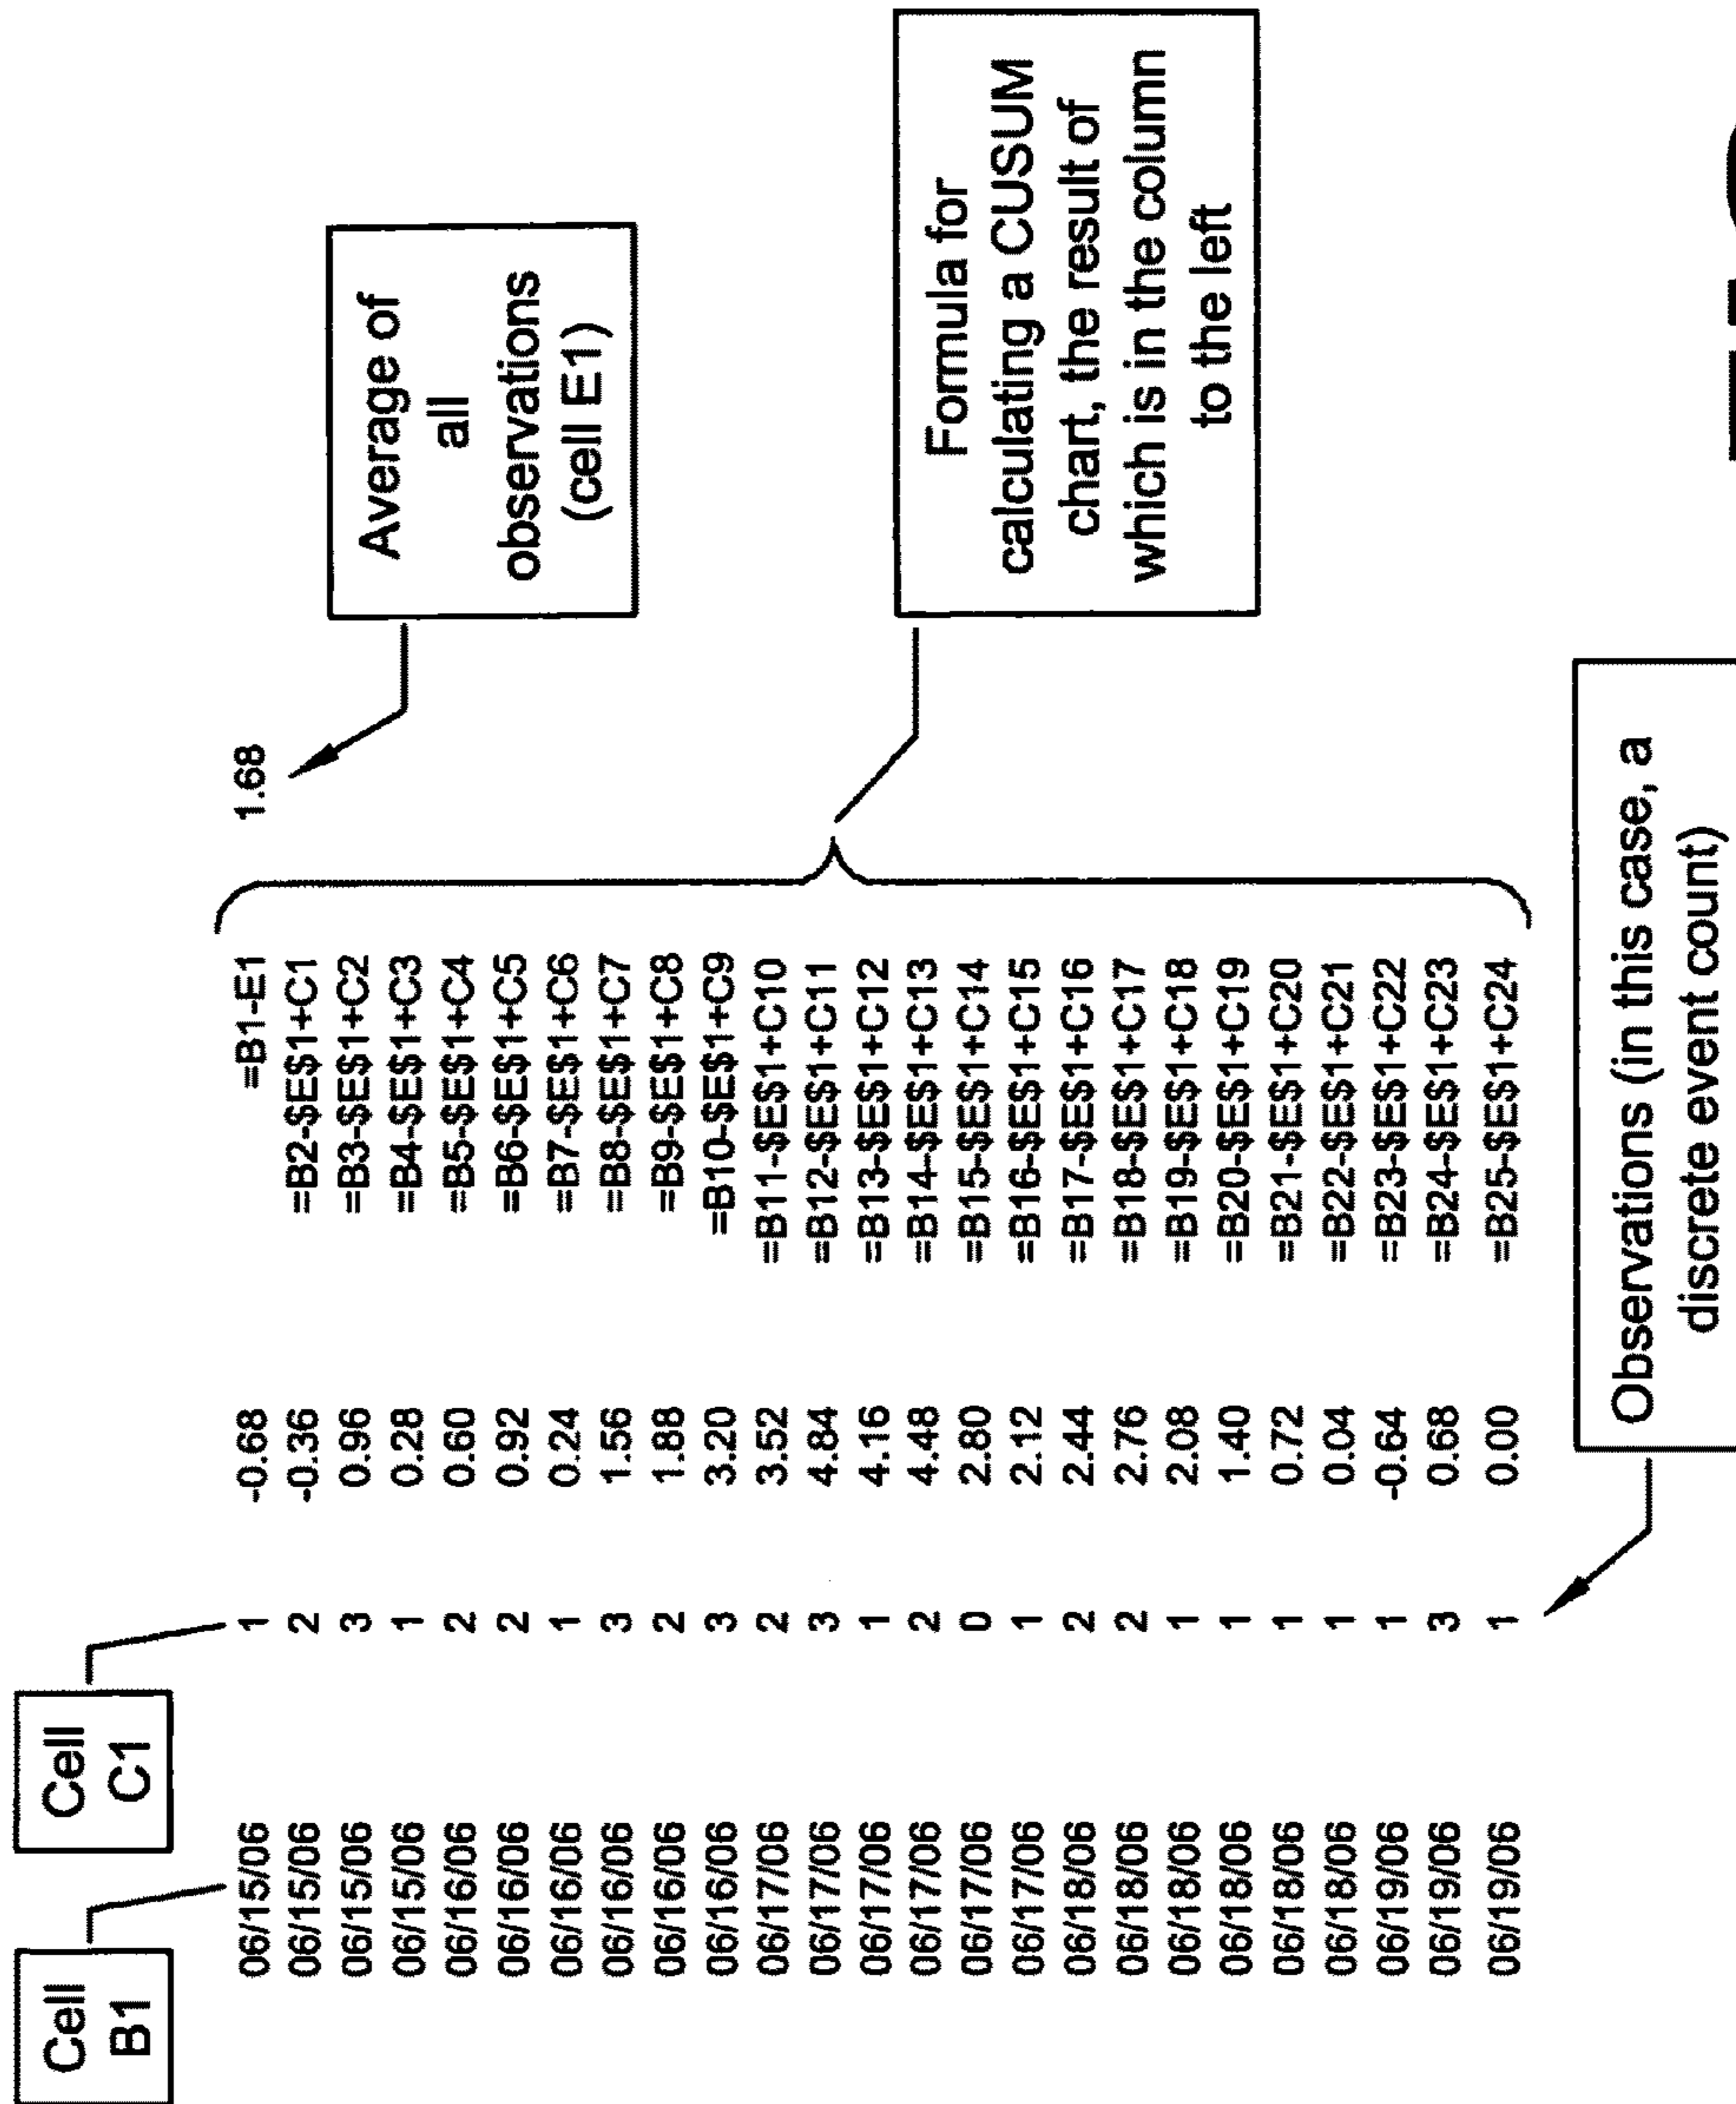 Cell
B1
Cell
C1
06/15/06 1 -0.68 =B1-E1 1.68
06/15/06 2 -0.36 =B2-$E$1+C1
06/15/06 3 0.96 =B3-$E$1+C2
06/15/06 1 0.28 =B4-$E$1+C3
06/16/06 2 0.60 =B5-$E$1+C4
06/16/06 2 0.92 =B6-$E$1+C5
06/16/06 1 0.24 =B7-$E$1+C6
06/16/06 3 1.56 =B8-$E$1+C7
06/16/06 2 1.88 =B9-$E$1+C8
06/16/06 3 3.20 =B10-$E$1+C9
06/17/06 2 3.52 =B11-$E$1+C10
06/17/06 3 4.84 =B12-$E$1+C11
06/17/06 1 4.16 =B13-$E$1+C12
06/17/06 2 4.48 =B14-$E$1+C13
06/17/06 0 2.80 =B15-$E$1+C14
06/17/06 1 2.12 =B16-$E$1+C15
06/18/06 2 2.44 =B17-$E$1+C16
06/18/06 2 2.76 =B18-$E$1+C17
06/18/06 1 2.08 =B19-$E$1+C18
06/18/06 1 1.40 =B20-$E$1+C19
06/18/06 1 0.72 =B21-$E$1+C20
06/18/06 1 0.04 =B22-$E$1+C21
06/19/06 1 -0.64 =B23-$E$1+C22
06/19/06 3 0.68 =B24-$E$1+C23
06/19/06 1 0.00 =B25-$E$1+C24
Average of
all
observations
(cell E1)
Formula for
calculating a CUSUM
chart, the result of
which is in the column
to the left
Observations (in this case, a
discrete event count)